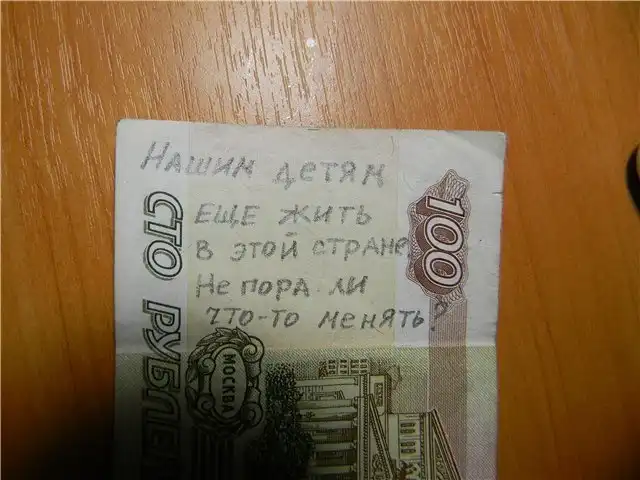 Нашим детям
ЕЩЕ ЖИТЬ
В ЭТОЙ СТРАНЕ
Не ПОРА ЛИ
ЧТО-ТО МЕНЯТЬ?
100
СТО РУБЛЕ
МОСКВА